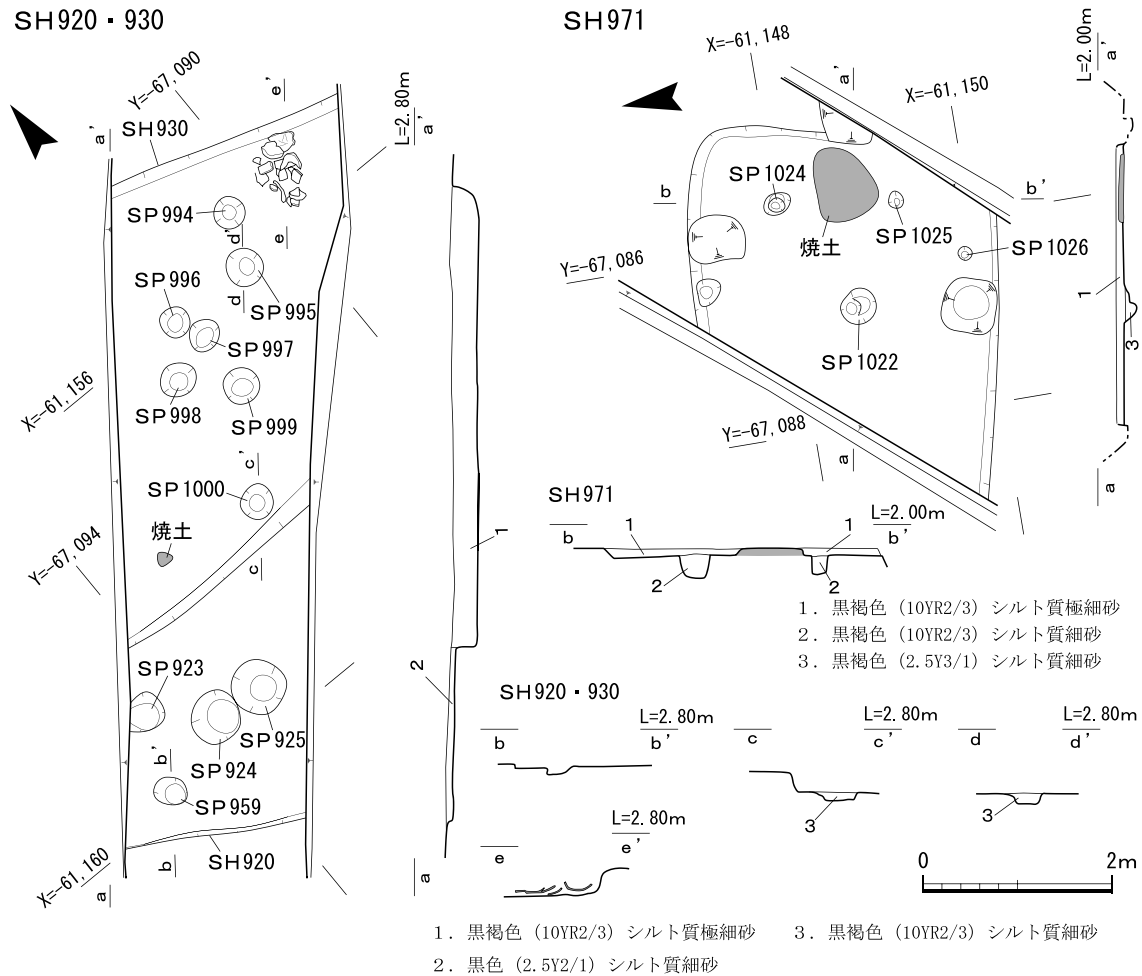 SH920・930
Y=-67,090
SH930
a'
e'
L=2.80m
a'
SP994
d'
e
SP996
d
SP995
SP997
X=-61,156
SP998
SP999
c'
SP1000
焼土
Y=-67,094
c
1
2
SP923
SP925
b'
SP924
SP959
SH920
X=-61,160
a
b
a
SH971
X=-61,148
a'
X=-61,150
L=2.00m
a'
SP1024
b
b'
焼土
SP1025
SP1026
Y=-67,086
1
3
SP1022
Y=-67,088
a
a
SH971
b
1
1
L=2.00m
b'
2
2
1. 黒褐色 (10YR2/3) シルト質極細砂
2. 黒褐色 (10YR2/3) シルト質細砂
3. 黒褐色 (2.5Y3/1) シルト質細砂
SH920・930
b
L=2.80m
b'
c
L=2.80m
c'
3
d
L=2.80m
d'
3
e
L=2.80m
e'
0
2m
1. 黒褐色 (10YR2/3) シルト質極細砂
3. 黒褐色 (10YR2/3) シルト質細砂
2. 黒色 (2.5Y2/1) シルト質細砂